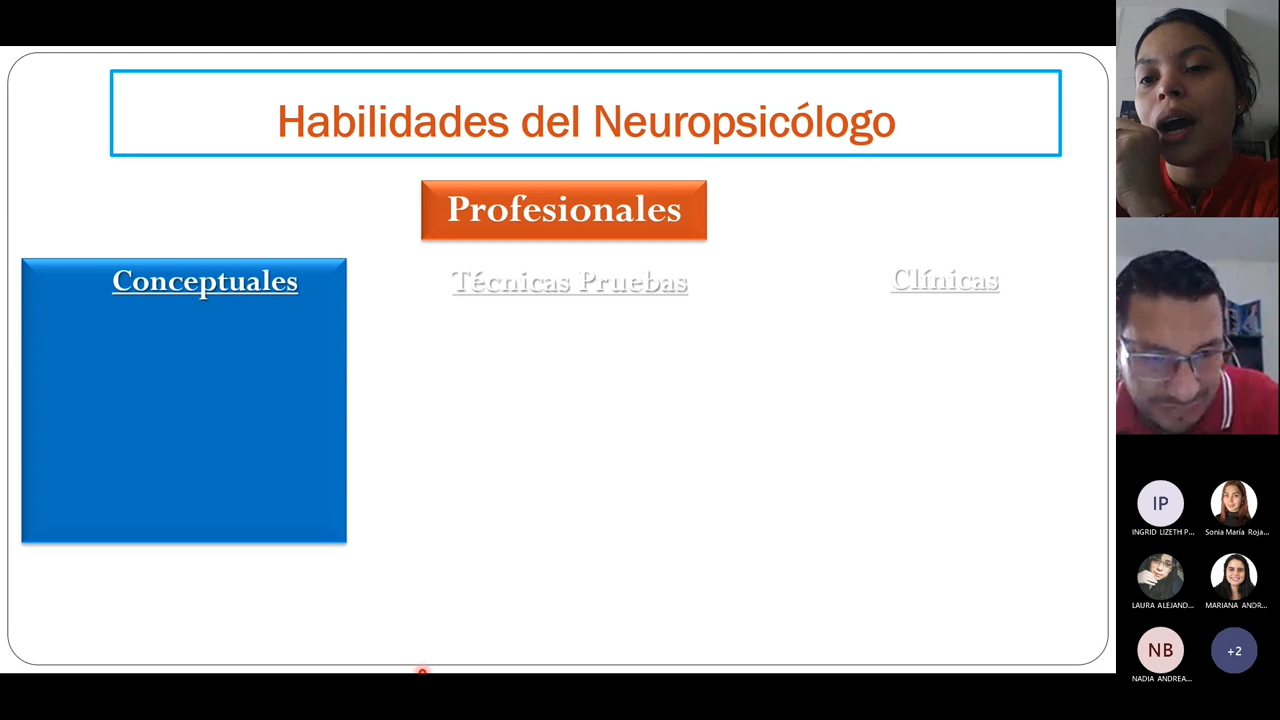 Habilidades del Neuropsicólogo
Profesionales
Conceptuales
Técnicas Pruebas
Clínicas
IP
INGRID LIZETH P...
Sonia María Roja...
LAURA ALEJAND...
MARIANA ANDR...
NB
+2
NADIA ANDREA...